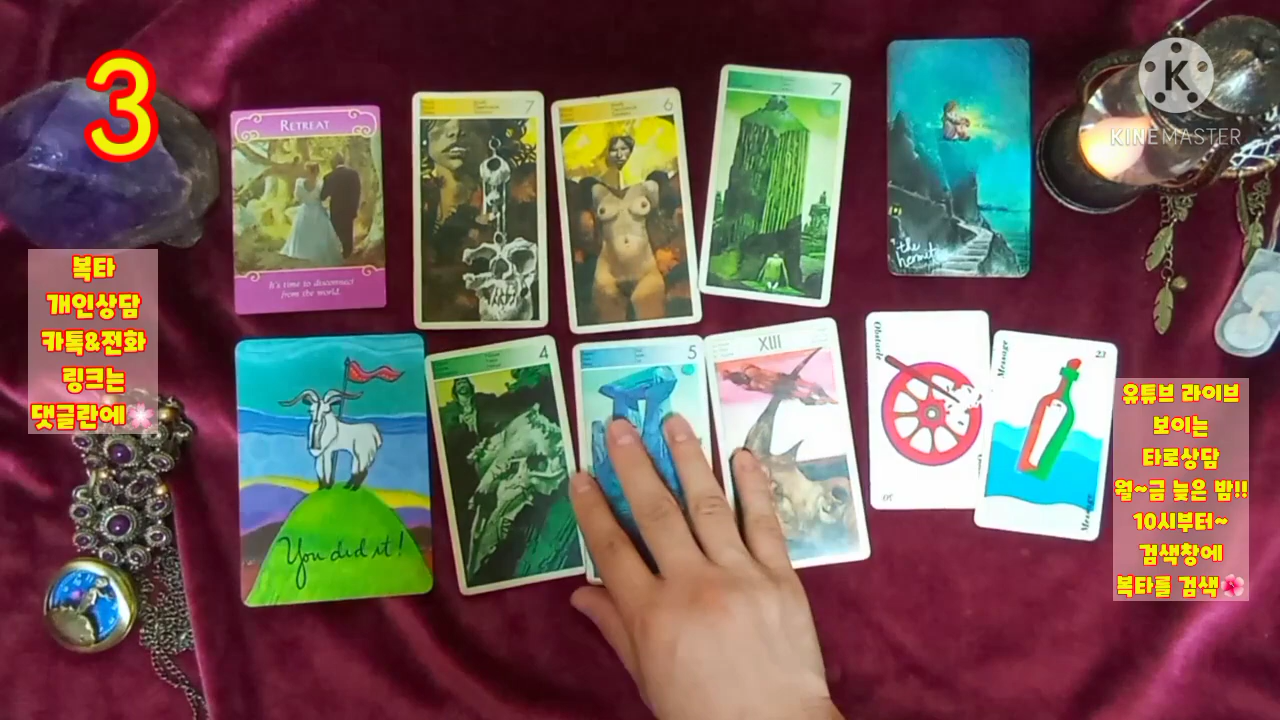 3
KINEMASTER
K
RETREAT
It's time to disconnect
from the world.
7
6
7
the
hermit
복타
개인상담
카톡&전화
링크는
댓글란에🌸
You did it!
4
5
XIII
Obstacle
20
Message
23
Message
유튜브 라이브
보이는
타로상담
월~금 늦은 밤!!
10시부터~
검색창에
복타를 검색🌺